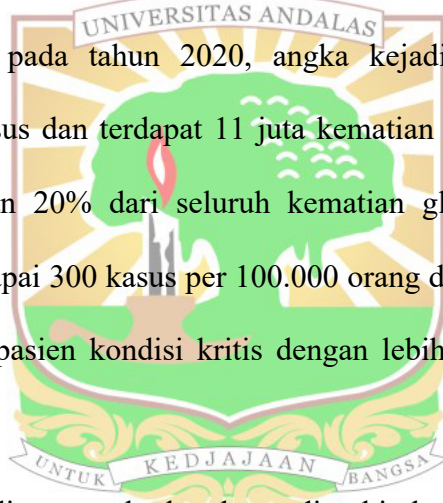 UNIVERSITAS ANDALAS
pada tahun 2020, angka kejadi
sus dan terdapat 11 juta kematian
n 20% dari seluruh kematian gl
pai 300 kasus per 100.000 orang d
pasien kondisi kritis dengan lebih
UNTUK KEDJAJAAN BANGSA